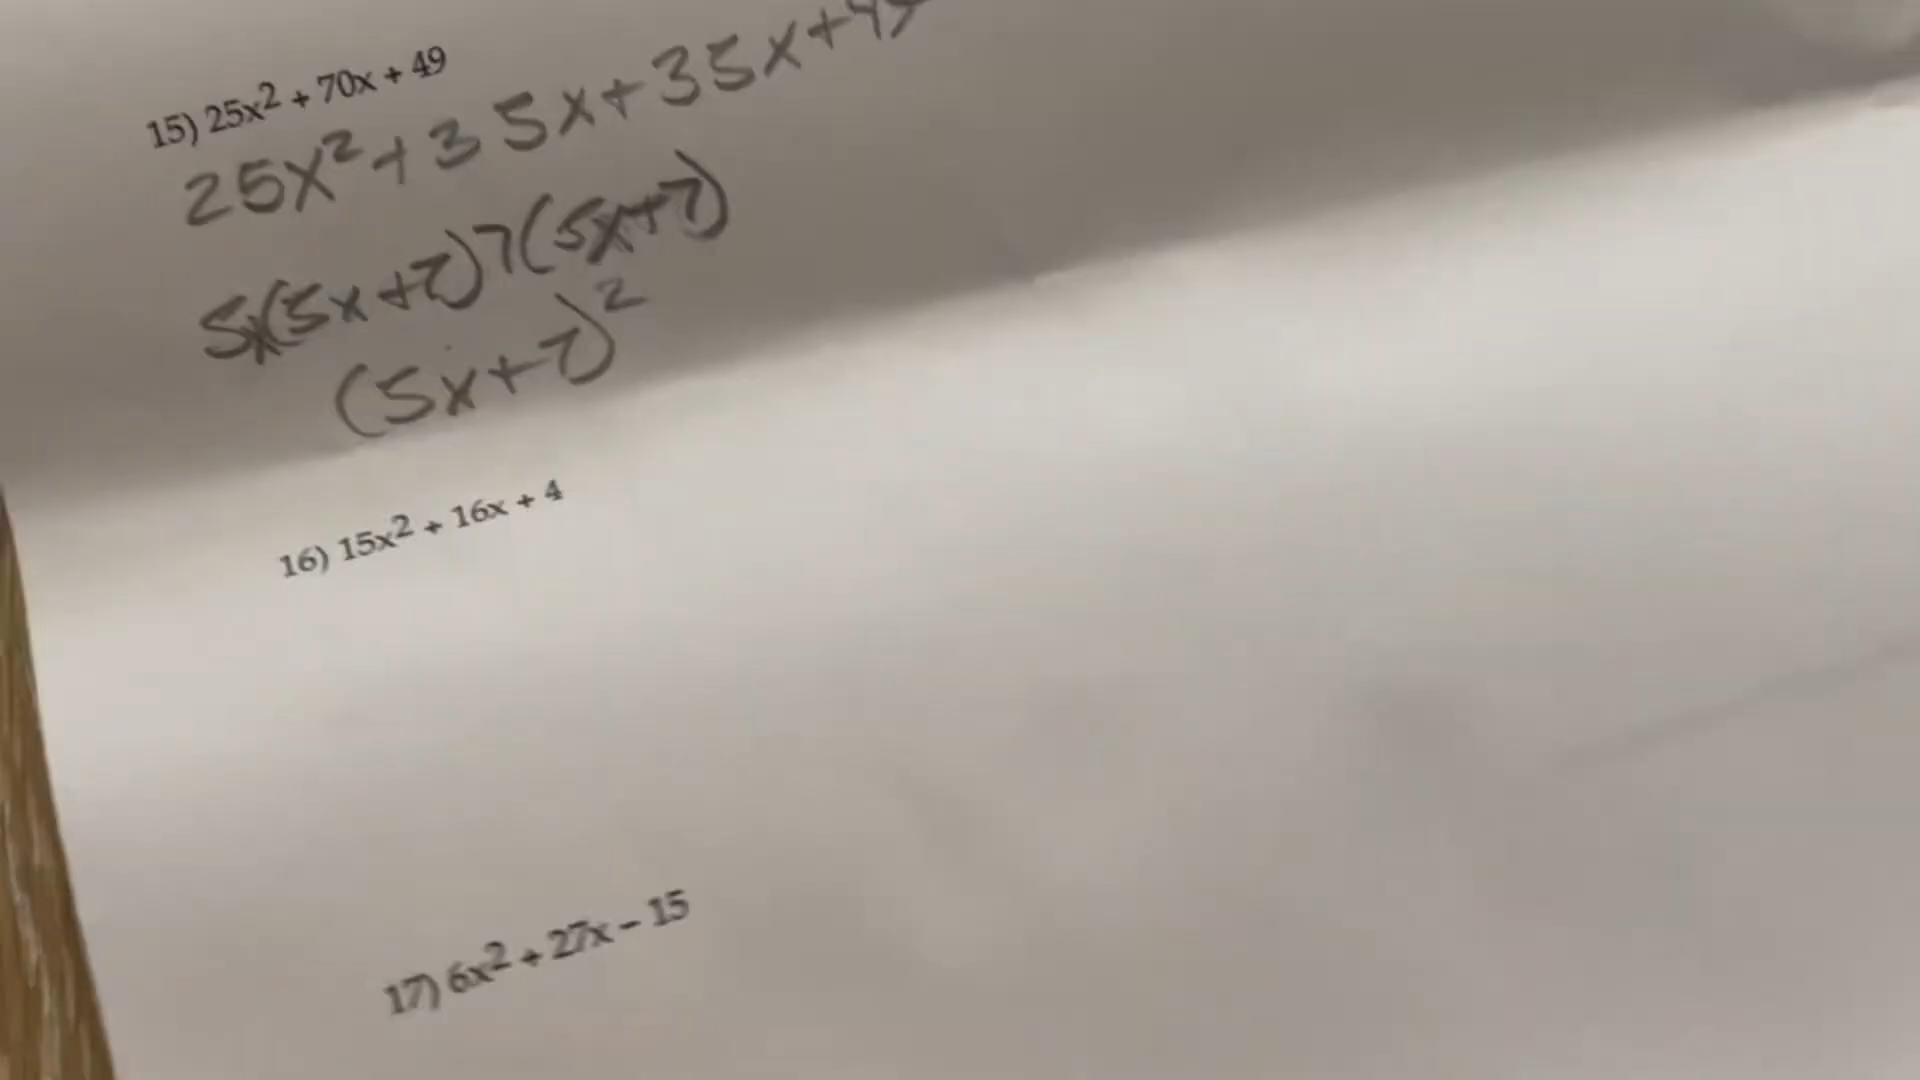 15) 25x² + 70x + 49
25x²+35x+35x+49
5x(5x+7)7(5x+7)
(5x+7)²
16) 15x² + 16x + 4
17) 6x² + 27x – 15